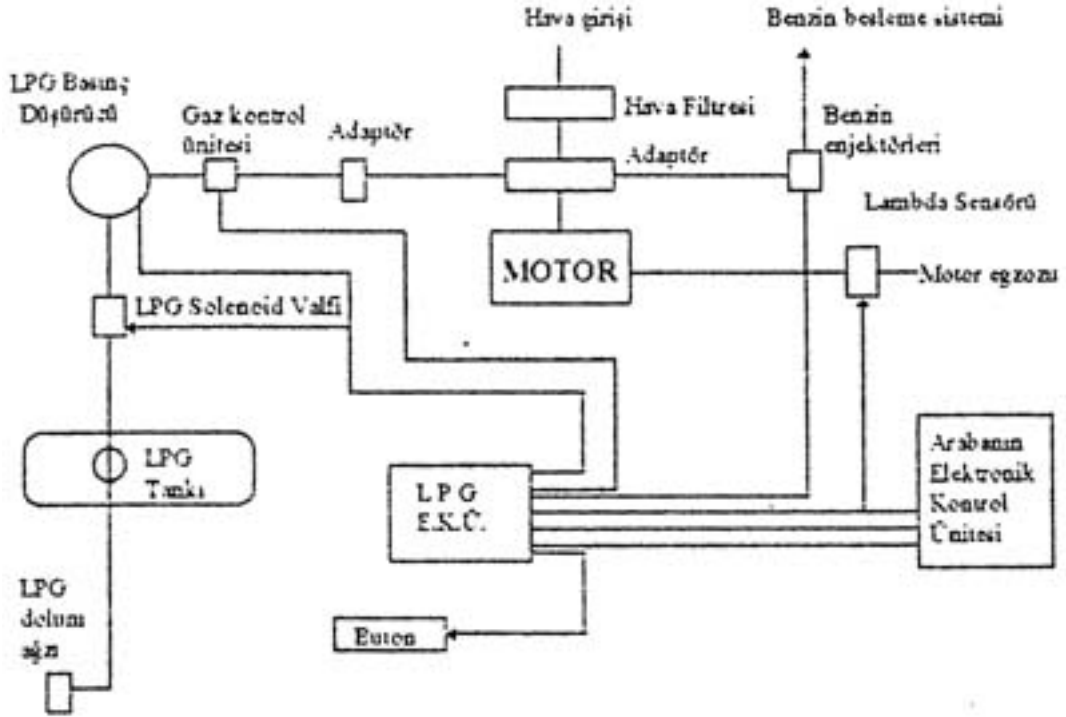 Hava girişi
Benzin besleme sistemi
LPG Basınç
Düşürücü
Gaz kontrol
ünitesi
Adaptör
Hava Filtresi
Adaptör
Benzin
enjektörleri
Lambda Sensörü
MOTOR
Motor egzozu
LPG Solenoid Valfi
LPG
Tankı
L P G
E.K.Ü.
Arabanın
Elektronik
Kontrol
Ünitesi
LPG
dolum
ağzı
Buton